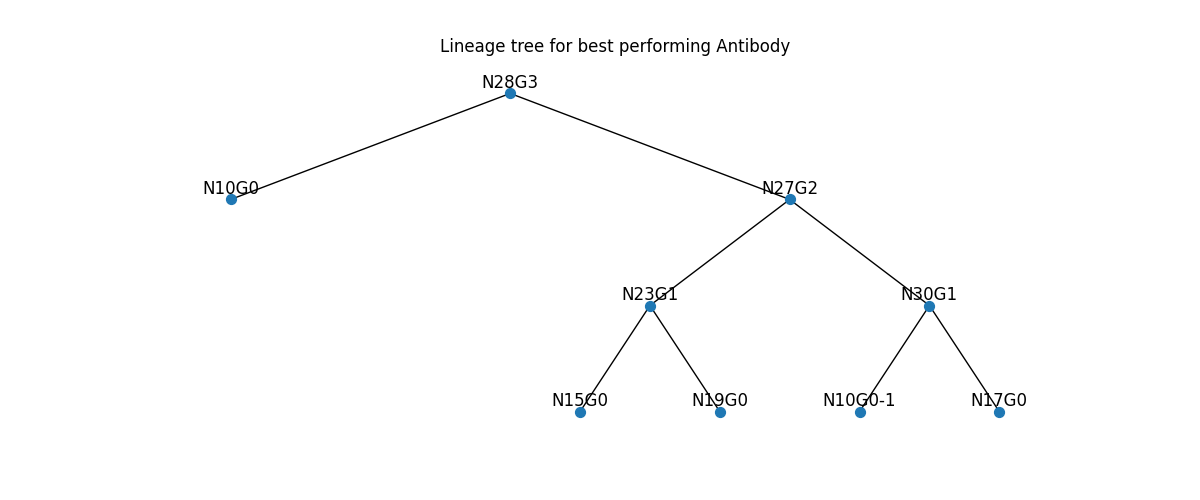 Lineage tree for best performing Antibody
N28G3
N10G0
N27G2
N23G1
N30G1
N15G0
N19G0
N10G0-1
N17G0